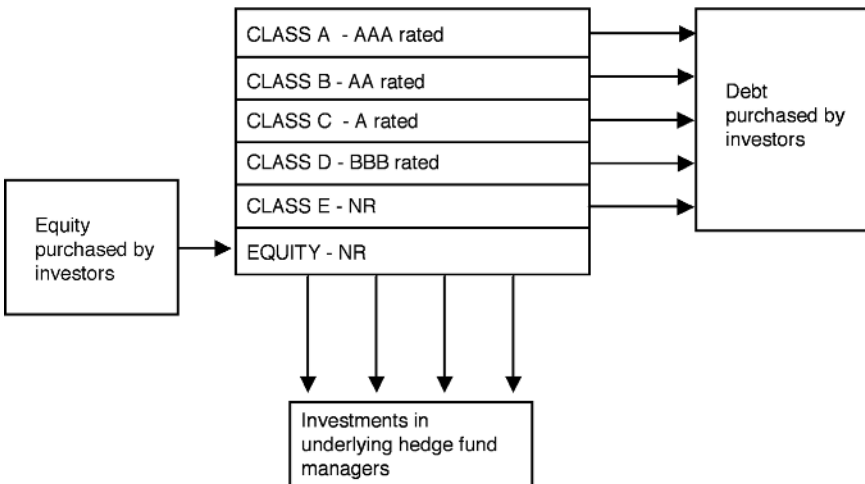 CLASS A - AAA rated
CLASS B - AA rated
CLASS C - A rated
CLASS D - BBB rated
CLASS E - NR
EQUITY - NR
Debt
purchased by
investors
Equity
purchased by
investors
Investments in
underlying hedge fund
managers